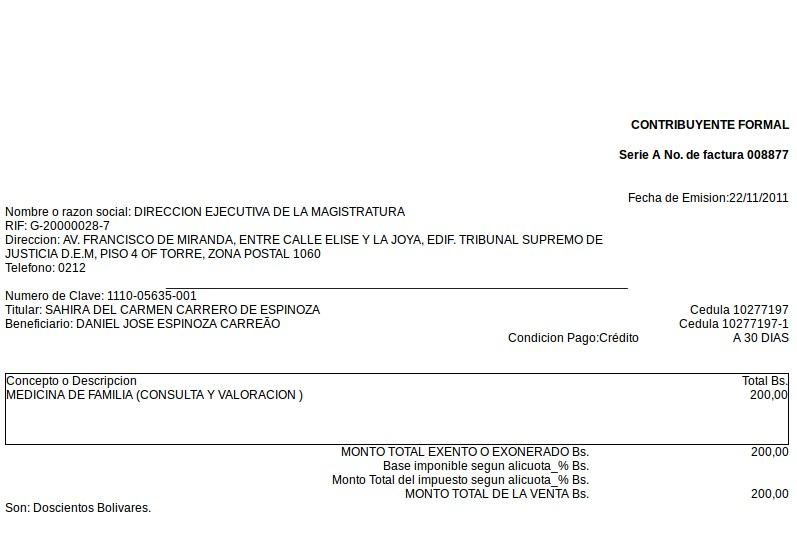 CONTRIBUYENTE FORMAL
Serie A No. de factura 008877
Fecha de Emision:22/11/2011
Nombre o razon social: DIRECCION EJECUTIVA DE LA MAGISTRATURA
RIF: G-20000028-7
Direccion: AV. FRANCISCO DE MIRANDA, ENTRE CALLE ELISE Y LA JOYA, EDIF. TRIBUNAL SUPREMO DE
JUSTICIA D.E.M, PISO 4 OF TORRE, ZONA POSTAL 1060
Telefono: 0212
Numero de Clave: 1110-05635-001
Titular: SAHIRA DEL CARMEN CARRERO DE ESPINOZA Cedula 10277197
Beneficiario: DANIEL JOSE ESPINOZA CARREÃO Cedula 10277197-1
Condicion Pago:Crédito A 30 DIAS
Concepto o Descripcion Total Bs.
MEDICINA DE FAMILIA (CONSULTA Y VALORACION ) 200,00
MONTO TOTAL EXENTO O EXONERADO Bs. 200,00
Base imponible segun alicuota_% Bs.
Monto Total del impuesto segun alicuota_% Bs.
MONTO TOTAL DE LA VENTA Bs. 200,00
Son: Doscientos Bolivares.